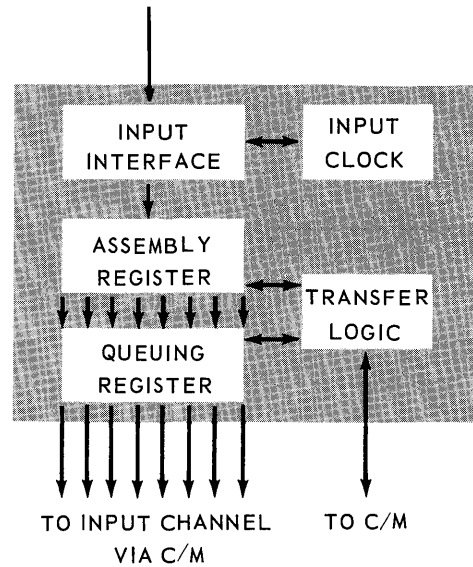 INPUT
INTERFACE
INPUT
CLOCK
ASSEMBLY
REGISTER
TRANSFER
LOGIC
QUEUING
REGISTER
TO INPUT CHANNEL
VIA C/M
TO C/M